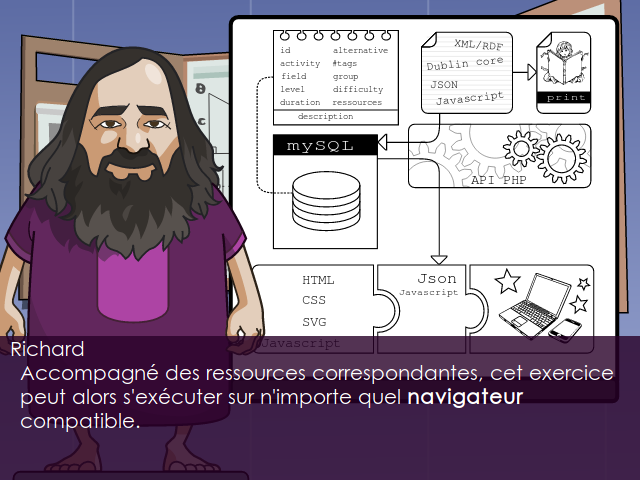 id alternative
activity #tags
field group
level difficulty
duration ressources
description
XML/RDF
Dublin core
JSON
Javascript
print
mySQL
API PHP
HTML
CSS
SVG
Javascript
Json
Javascript
Richard
Accompagné des ressources correspondantes, cet exercice
peut alors s'exécuter sur n'importe quel navigateur
compatible.